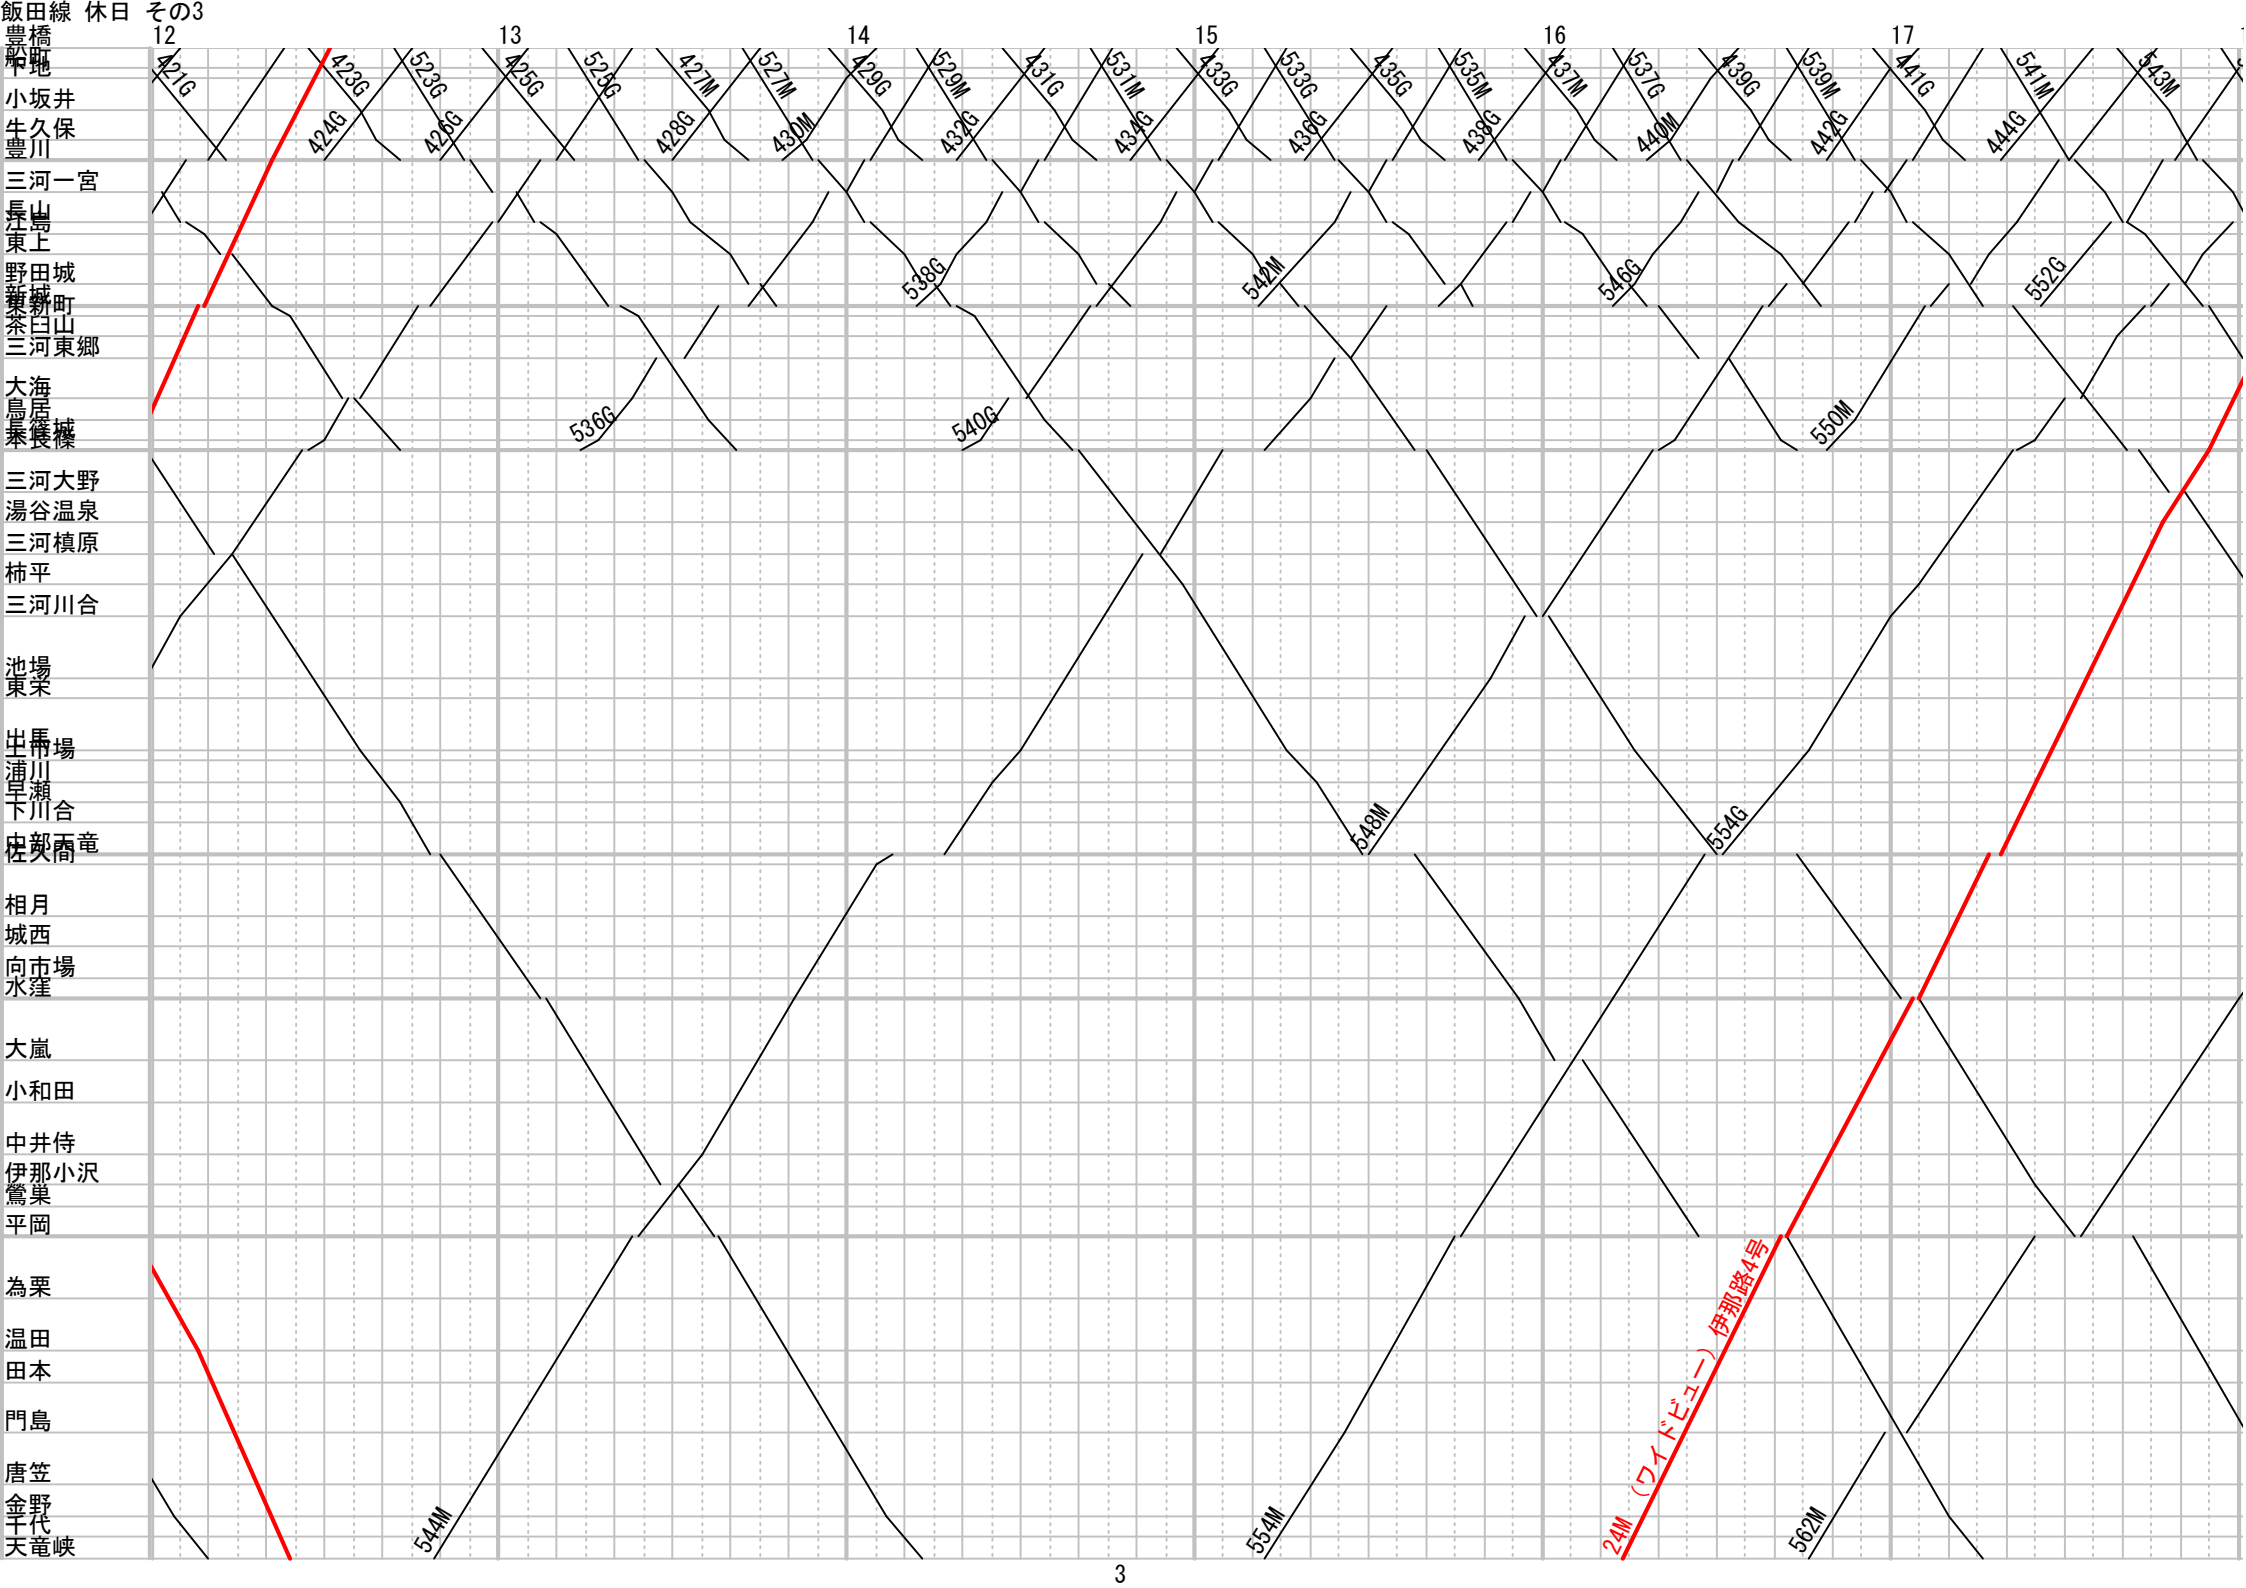 飯田線 休日 その3
12 13 14 15 16 17
豊橋
船町
下地
小坂井
牛久保
豊川
三河一宮
長山
江島
東上
野田城
新城
東新町
茶臼山
三河東郷
大海
鳥居
長篠城
本長篠
三河大野
湯谷温泉
三河槙原
柿平
三河川合
池場
東栄
出馬
上市場
浦川
早瀬
下川合
中部天竜
佐久間
相月
城西
向市場
水窪
大嵐
小和田
中井侍
伊那小沢
鶯巣
平岡
為栗
温田
田本
門島
唐笠
金野
千代
天竜峡
421G
423G
523G
425G
525G
427M
527M
429G
529M
431G
531M
433G
533G
435G
535M
437M
537G
439G
539M
441G
541M
543M
424G
426G
428G
430M
432G
434G
436G
438G
440M
442G
444G
538G
542M
546G
552G
536G
540G
550M
548M
554G
544M
554M
24M (ワイドビュー)伊那路4号
562M
3